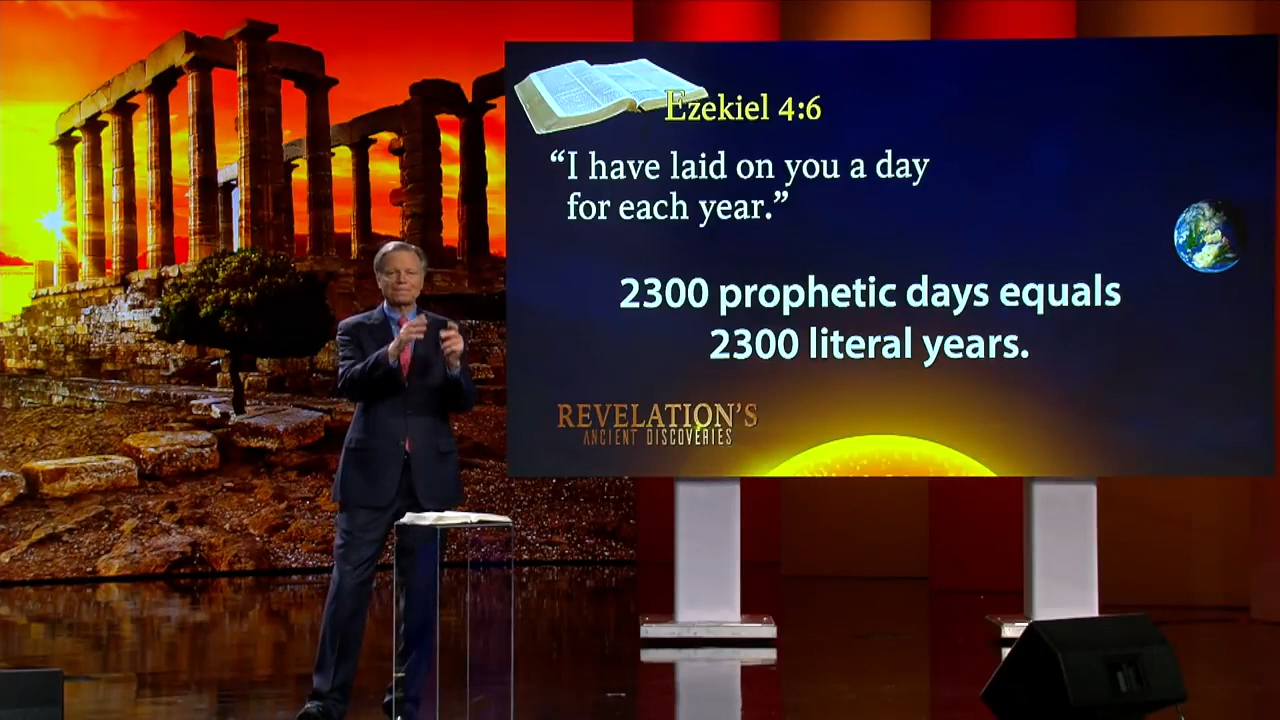 Ezekiel 4:6
“I have laid on you a day
for each year.”
2300 prophetic days equals
2300 literal years.
REVELATION'S
ANCIENT DISCOVERIES